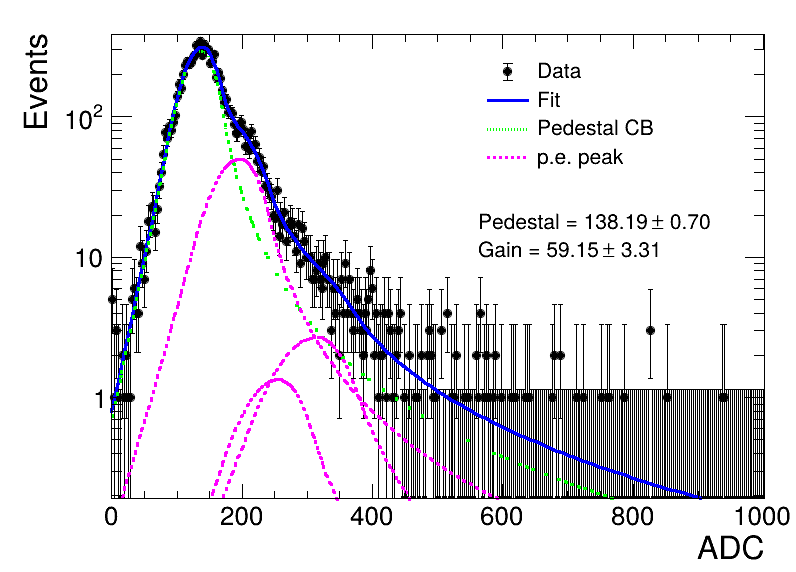 Events
10²
10
1
Data
Fit
Pedestal CB
p.e. peak
Pedestal = 138.19 ± 0.70
Gain = 59.15 ± 3.31
0 200 400 600 800 1000
ADC